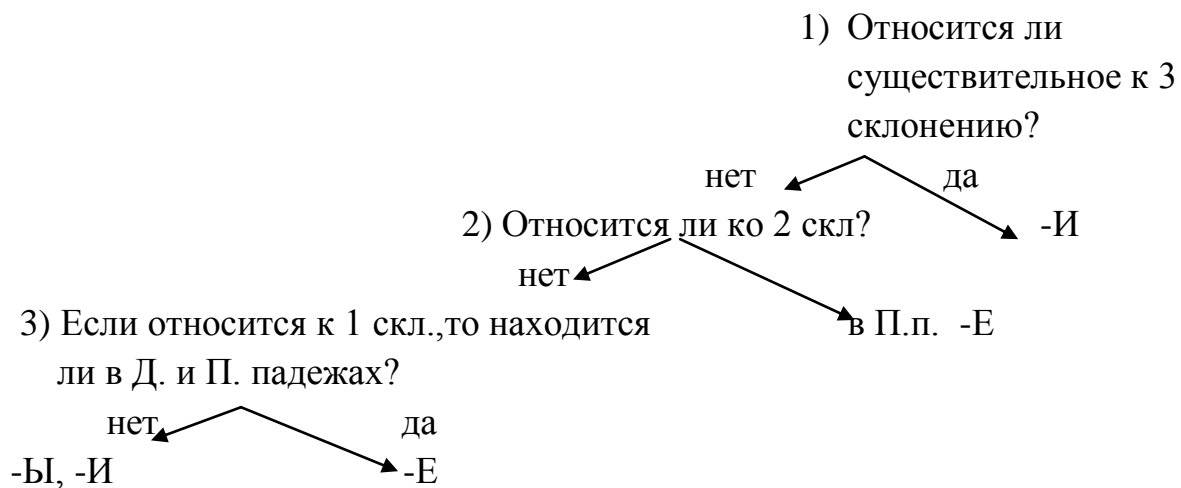 1) Относится ли
существительное к 3
склонению?
нет да
2) Относится ли ко 2 скл? -И
нет
3) Если относится к 1 скл.,то находится в П.п. -Е
ли в Д. и П. падежах?
нет да
-Ы, -И -Е